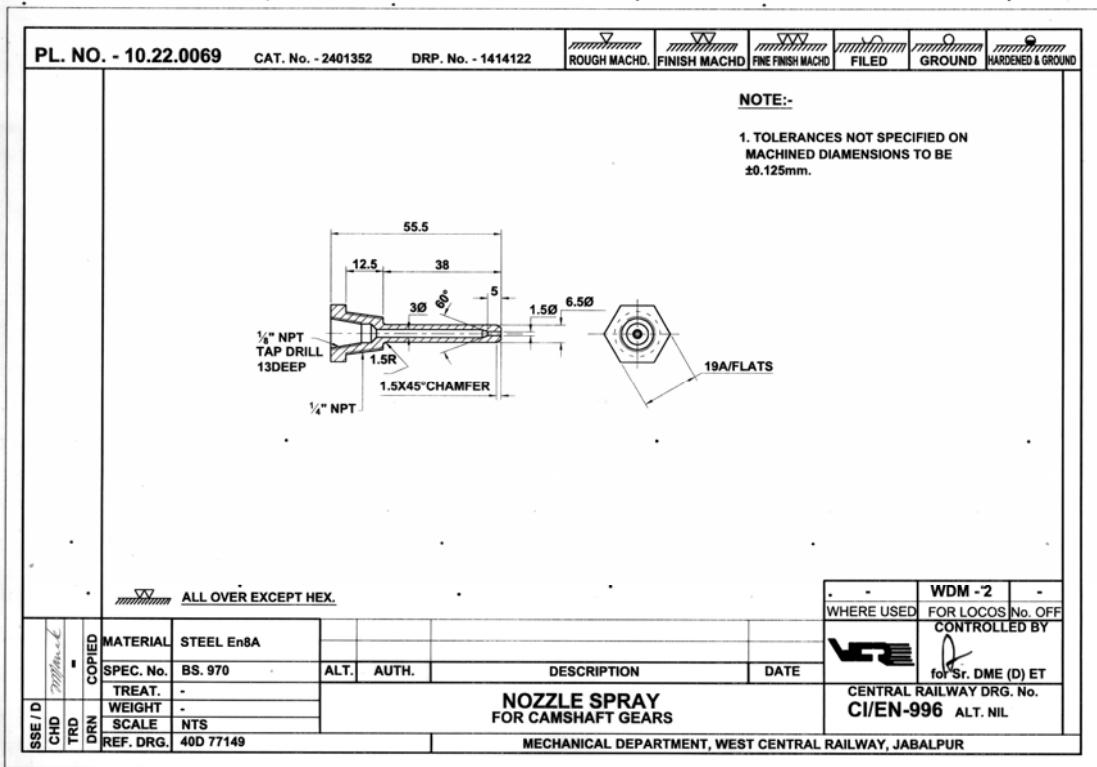 PL. NO. - 10.22.0069
CAT. No. - 2401352
DRP. No. - 1414122
ROUGH MACHD.
FINISH MACHD
FINE FINISH MACHD
FILED
GROUND
HARDENED & GROUND
NOTE:-
1. TOLERANCES NOT SPECIFIED ON
MACHINED DIAMENSIONS TO BE
±0.125mm.
55.5
12.5
38
5
3Ø
60°
1.5Ø
6.5Ø
⅛" NPT
TAP DRILL
13DEEP
1.5R
1.5X45°CHAMFER
¼" NPT
19A/FLATS
ALL OVER EXCEPT HEX.
. - WDM -'2 -
WHERE USED FOR LOCOS No. OFF
CONTROLLED BY
for Sr. DME (D) ET
SSE / D
CHD
TRD -
DRN COPIED
MATERIAL STEEL En8A
SPEC. No. BS. 970
TREAT. -
WEIGHT -
SCALE NTS
REF. DRG. 40D 77149
ALT. AUTH. DESCRIPTION DATE
NOZZLE SPRAY
FOR CAMSHAFT GEARS
CENTRAL RAILWAY DRG. No.
CI/EN-996 ALT. NIL
MECHANICAL DEPARTMENT, WEST CENTRAL RAILWAY, JABALPUR